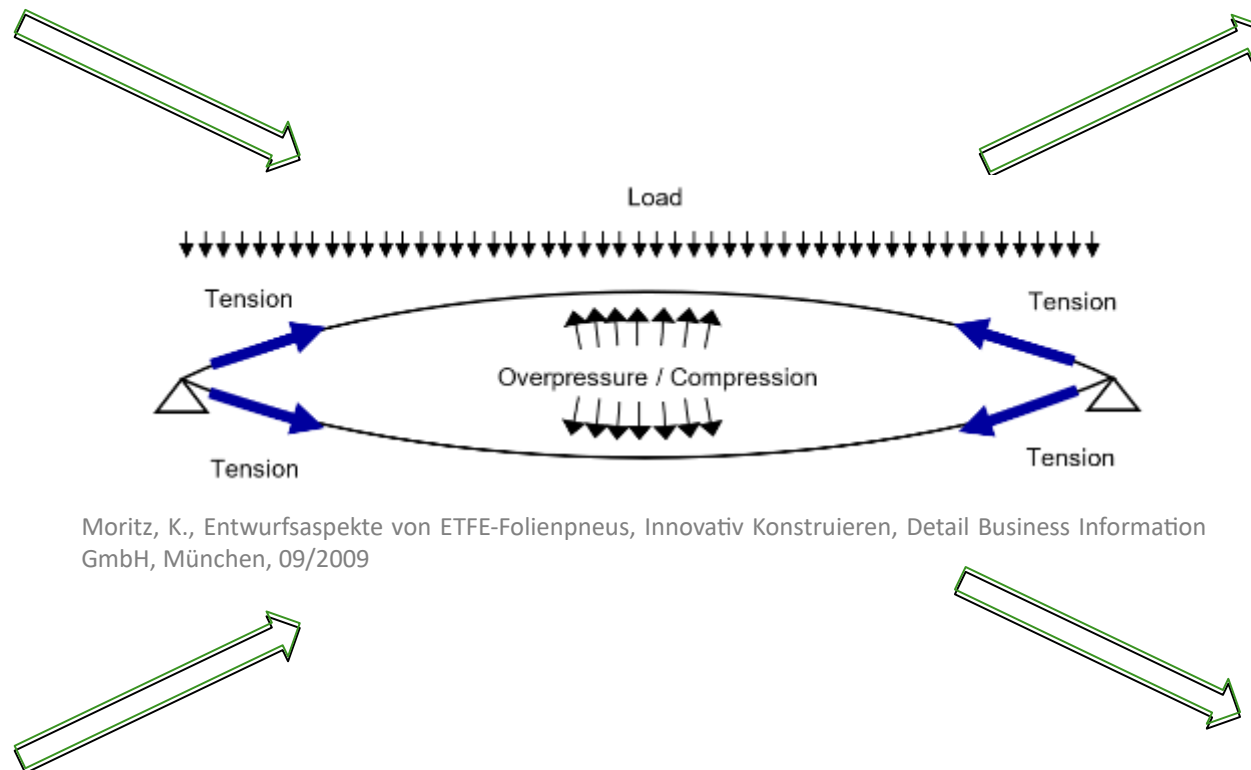 Load
Tension
Tension
Overpressure / Compression
Tension
Tension
Moritz, K., Entwurfsaspekte von ETFE-Folienpneus, Innovativ Konstruieren, Detail Business Information
GmbH, München, 09/2009